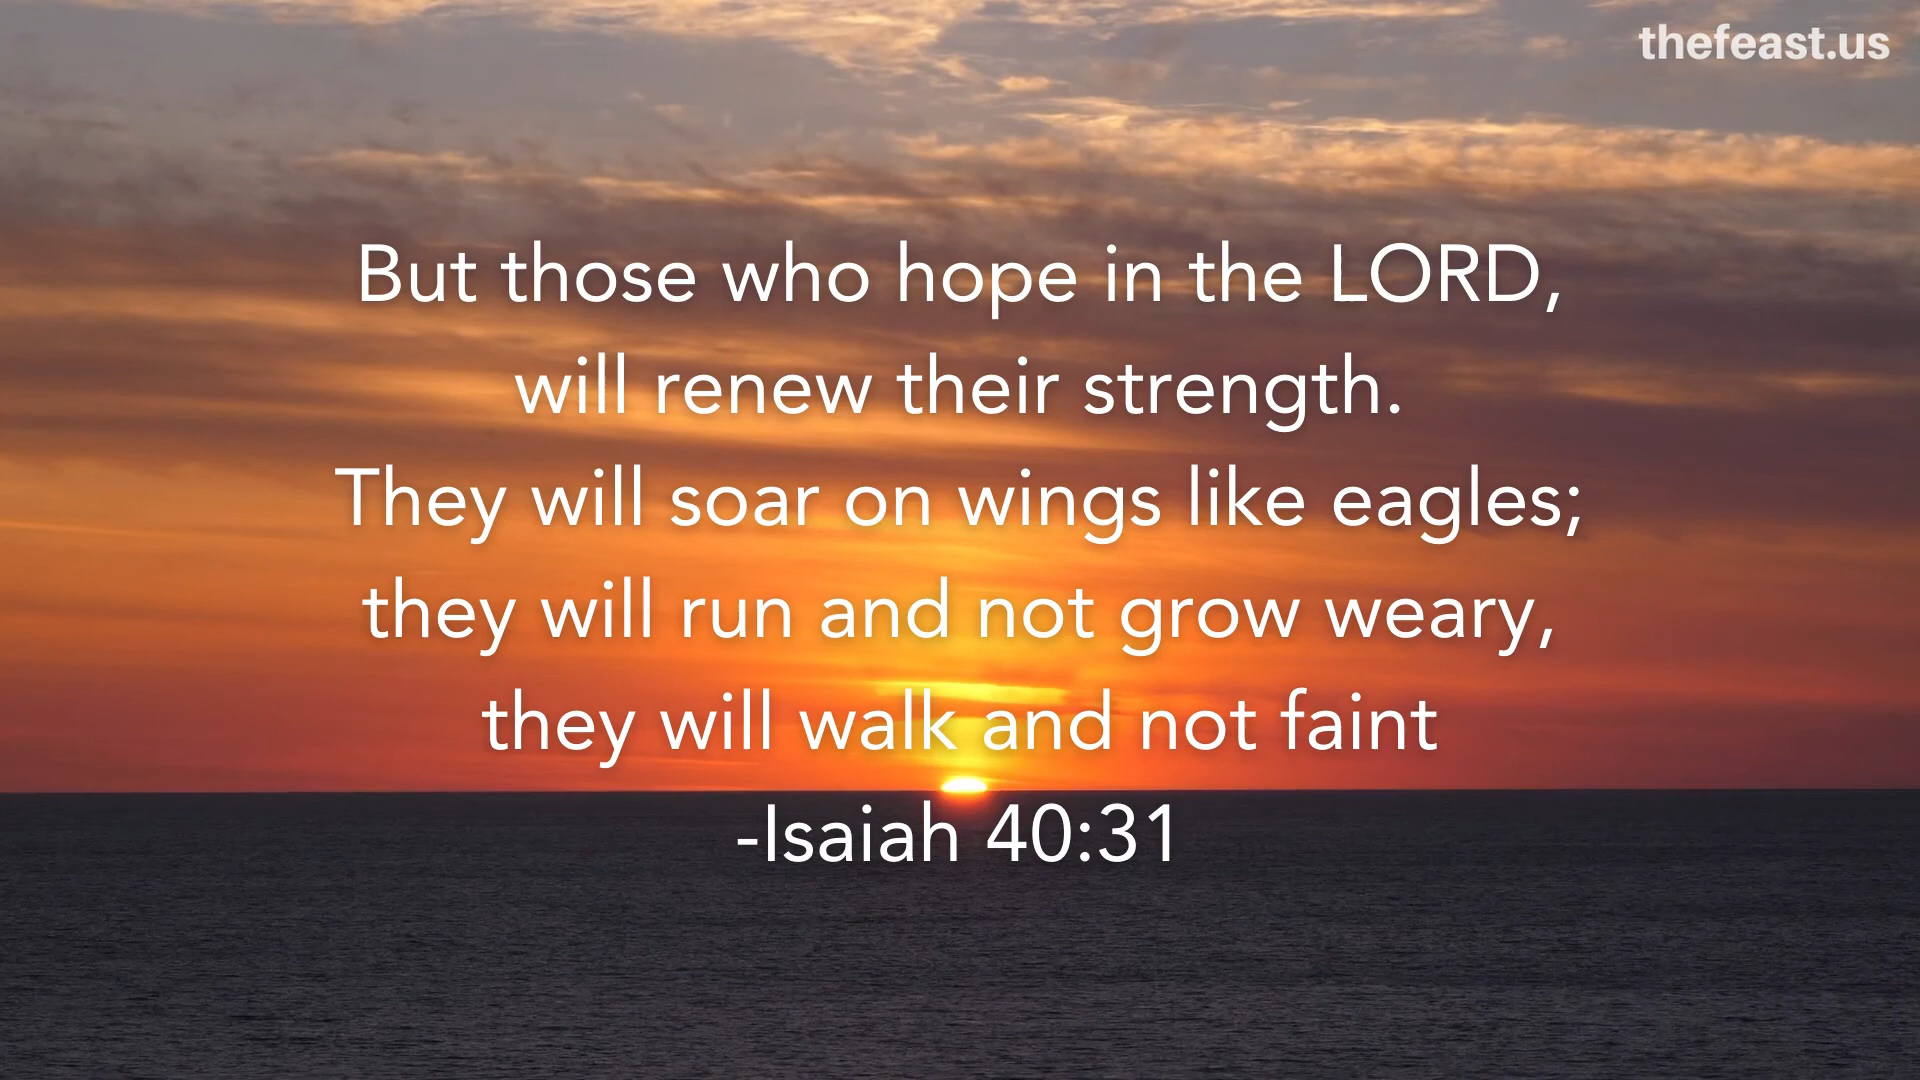 thefeast.us
But those who hope in the LORD,
will renew their strength.
They will soar on wings like eagles;
they will run and not grow weary,
they will walk and not faint
-Isaiah 40:31